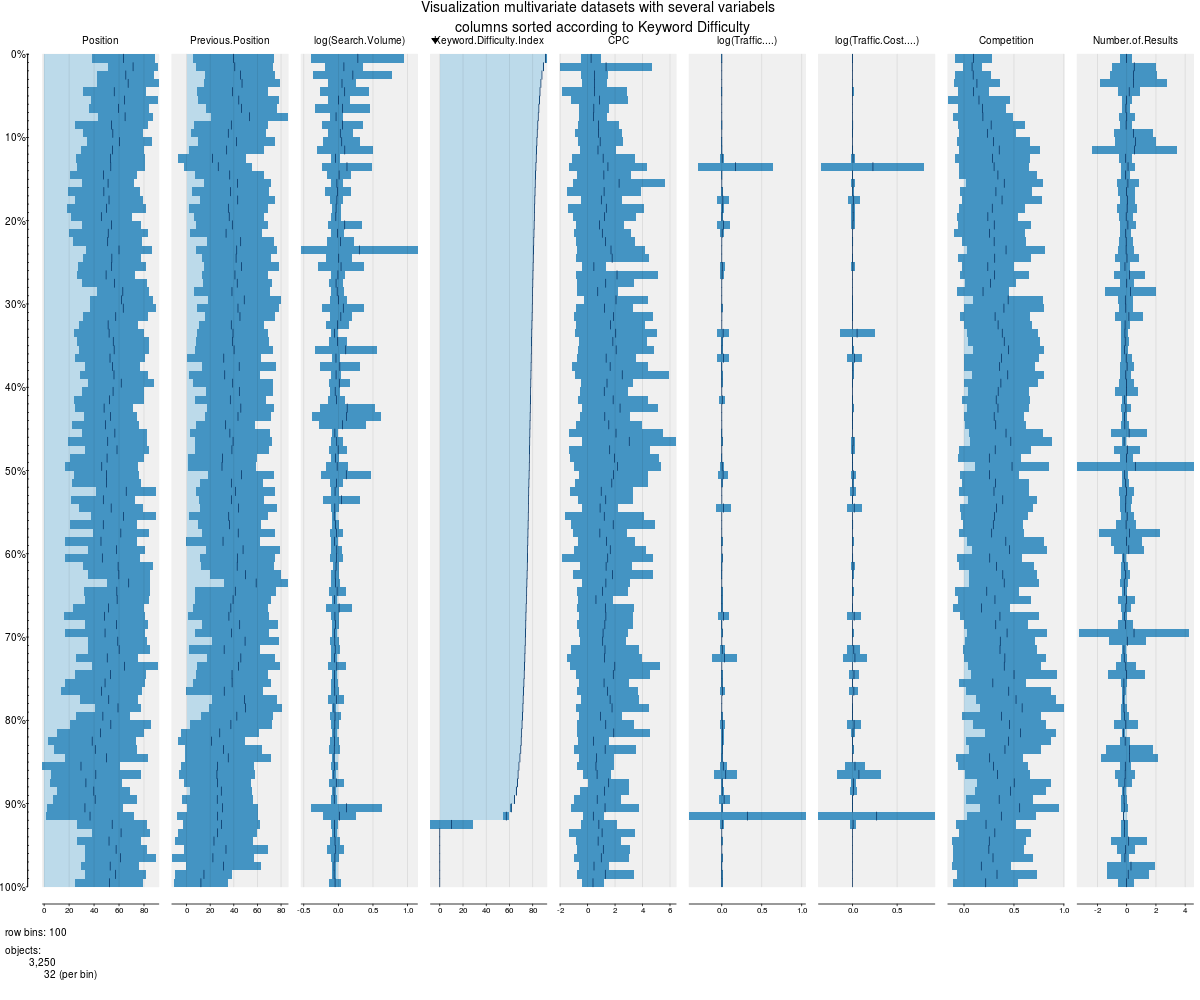 Visualization multivariate datasets with several variabels
columns sorted according to Keyword Difficulty
Position Previous.Position log(Search.Volume) Keyword.Difficulty.Index CPC log(Traffic....) log(Traffic.Cost....) Competition Number.of.Results
0%
10%
20%
30%
40%
50%
60%
70%
80%
90%
100%
0 20 40 60 80 0 20 40 60 80 -0.5 0.0 0.5 1.0 0 20 40 60 80 -2 0 2 4 6 0.0 0.5 1.0 0.0 0.5 0.0 0.5 1.0 -2 0 2 4
row bins: 100
objects:
3,250
32 (per bin)